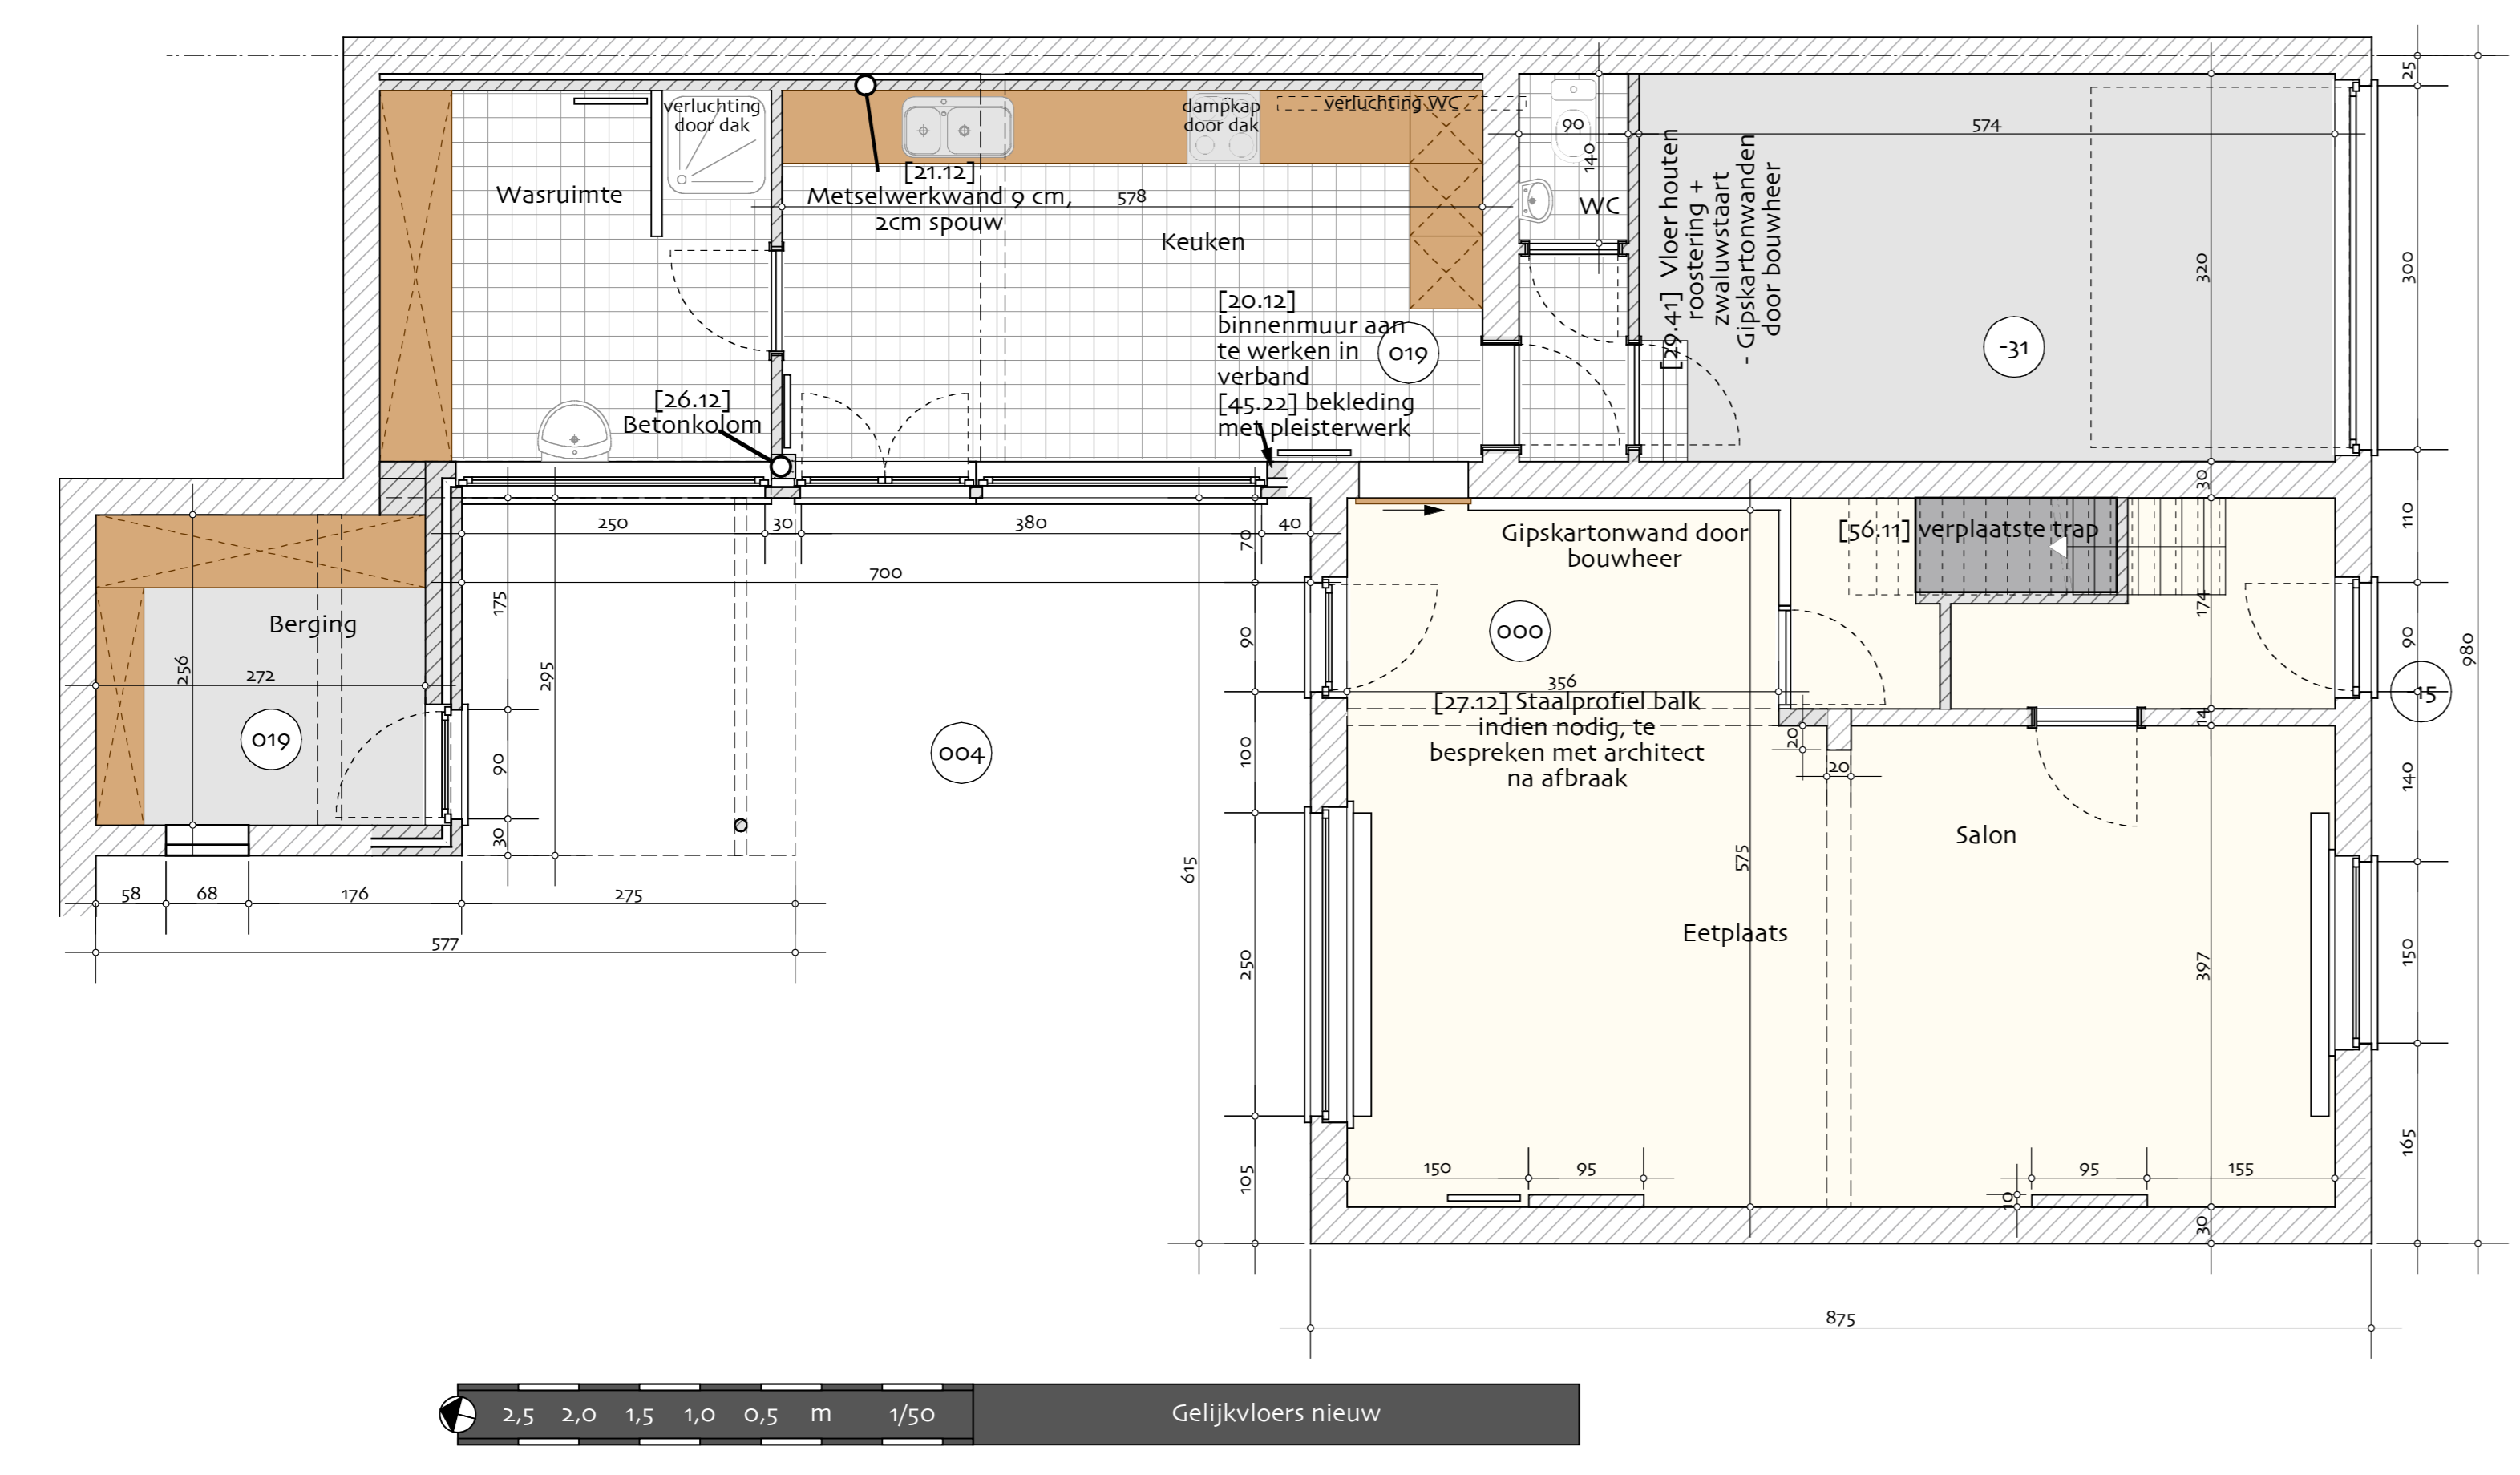 25
verluchting
door dak
dampkap
door dak
verluchting WC
90
574
140
[21.12]
Metselwerkwand 9 cm,
2cm spouw
578
Wasruimte
Keuken
WC
[29.41] Vloer houten
roostering +
zwaluwstaart
- Gipskartonwanden
door bouwheer
320
300
-31
[20.12]
binnenmuur aan
te werken in
verband
[45.22] bekleding
met pleisterwerk
019
[26.12]
Betonkolom
30
110
250
30
380
40
70
700
Gipskartonwand door
bouwheer
[56.11] verplaatste trap
175
174
Berging
000
90
90
980
256
272
295
356
-15
[27.12] Staalprofiel balk
indien nodig, te
bespreken met architect
na afbraak
14
20
20
019
004
90
100
140
30
Salon
615
575
58
68
176
275
577
Eetplaats
250
397
150
105
150
95
95
155
165
10
30
875
2,5
2,0
1,5
1,0
0,5
m
1/50
Gelijkvloers nieuw